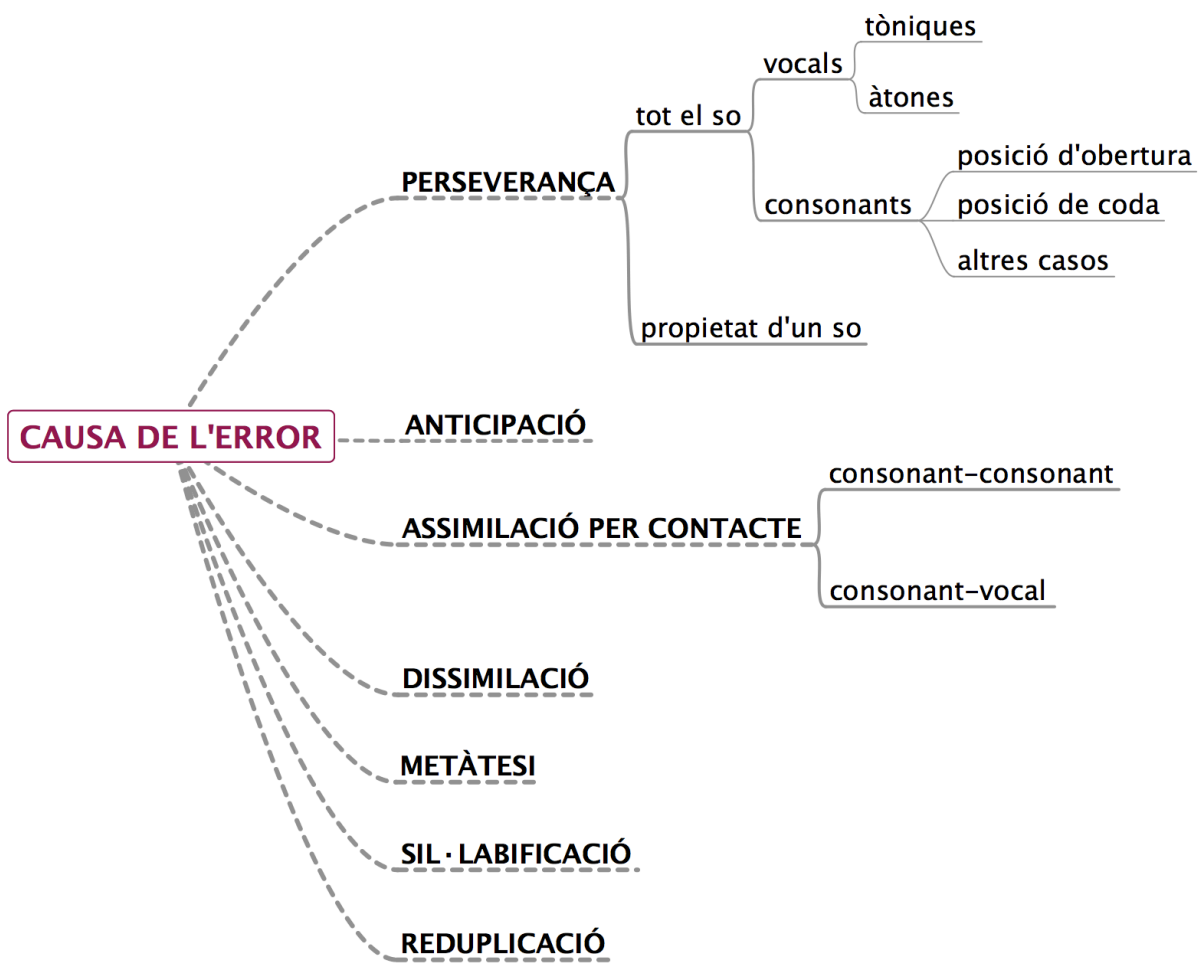 CAUSA DE L'ERROR
PERSEVERANÇA
tot el so
vocals
tòniques
àtones
consonants
posició d'obertura
posició de coda
altres casos
propietat d'un so
ANTICIPACIÓ
ASSIMILACIÓ PER CONTACTE
consonant-consonant
consonant-vocal
DISSIMILACIÓ
METÀTESI
SIL·LABIFICACIÓ
REDUPLICACIÓ